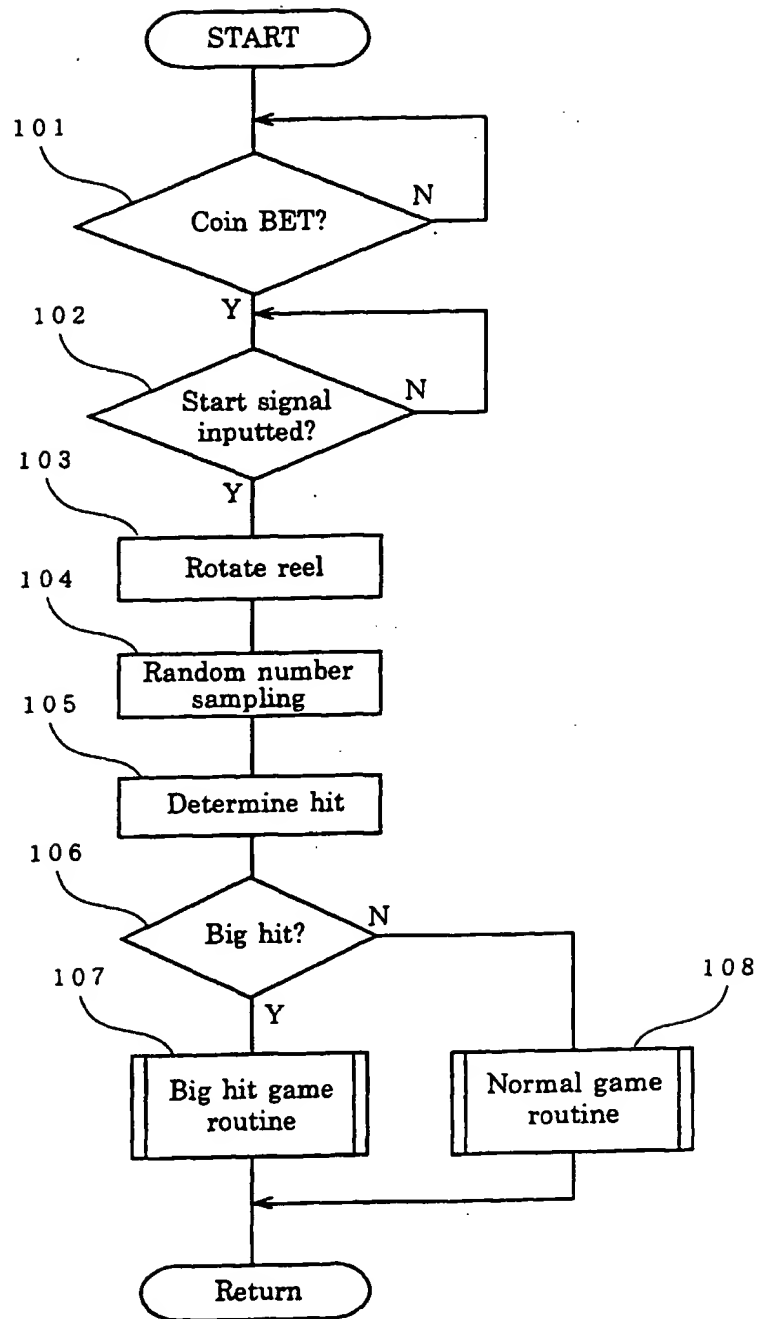 START
101
Coin BET?
N
Y
102
Start signal
inputted?
N
Y
103
Rotate reel
104
Random number
sampling
105
Determine hit
106
Big hit?
N
Y
107
Big hit game
routine
108
Normal game
routine
Return